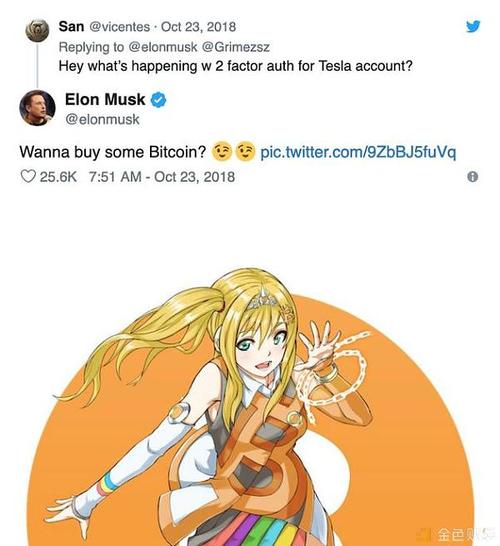 San @vicentes · Oct 23, 2018
Replying to @elonmusk @Grimezsz
Hey what's happening w 2 factor auth for Tesla account?
Elon Musk
@elonmusk
Wanna buy some Bitcoin? 😉 😉 pic.twitter.com/9ZbBJ5fuVq
25.6K 7:51 AM - Oct 23, 2018
金色财经